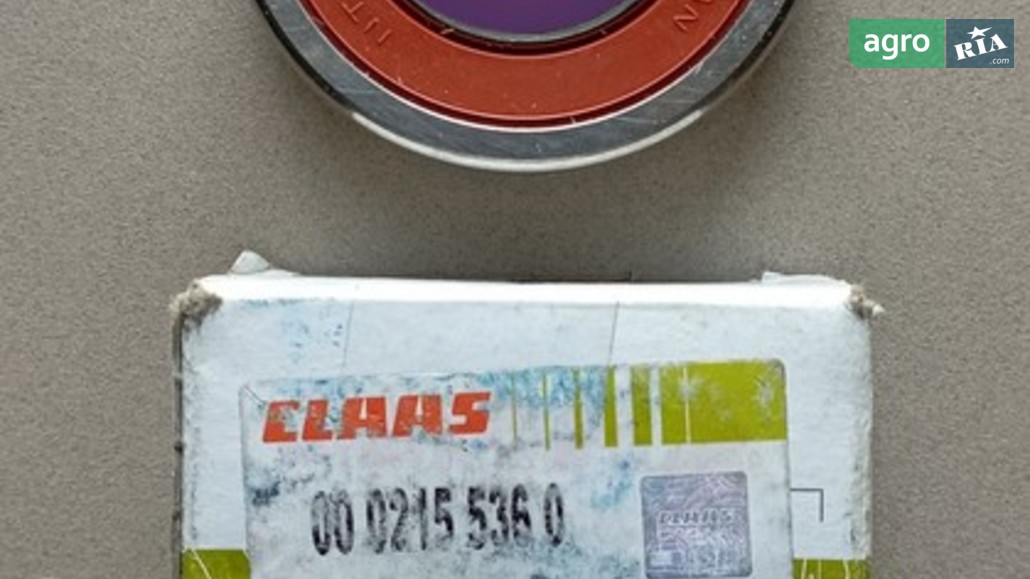 agro RIA
.com
CLAAS
00 0215 536 0
CLAAS